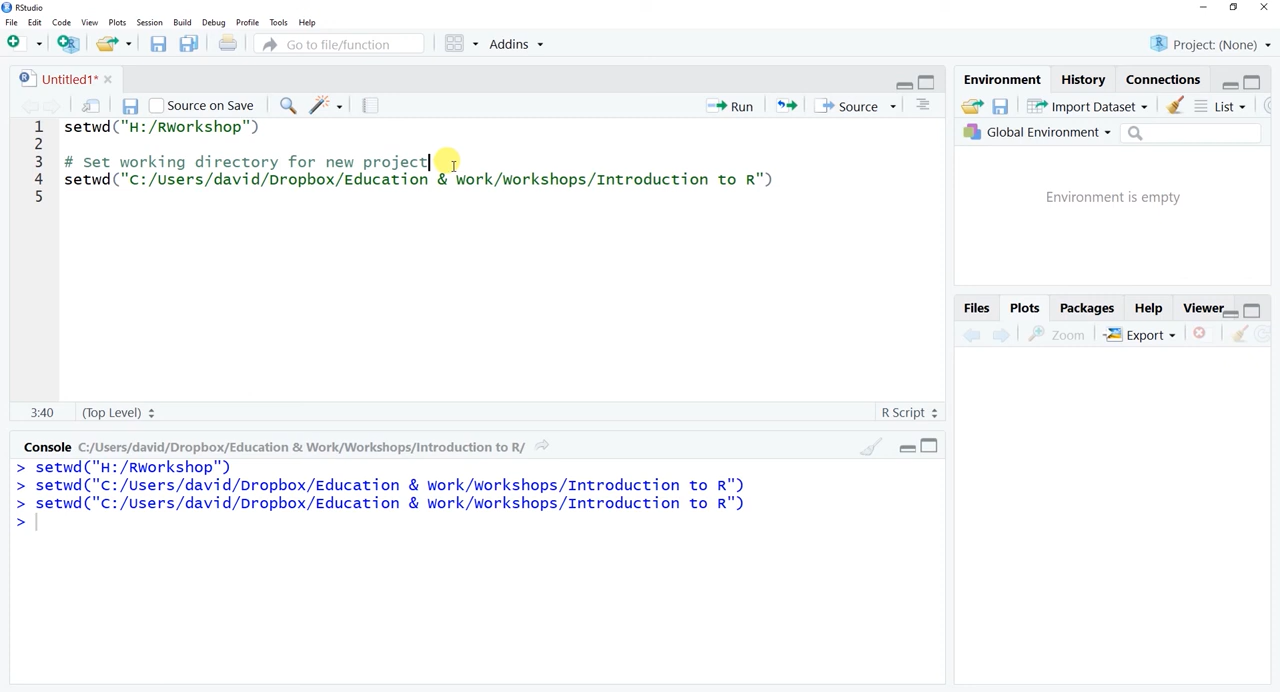 RStudio
File Edit Code View Plots Session Build Debug Profile Tools Help
Go to file/function Addins Project: (None)
Untitled1*
Source on Save Run Source
1 setwd("H:/RWorkshop")
2
3 # Set working directory for new project
4 setwd("C:/Users/david/Dropbox/Education & Work/Workshops/Introduction to R")
5
3:40 (Top Level) R Script
Console C:/Users/david/Dropbox/Education & Work/Workshops/Introduction to R/
> setwd("H:/RWorkshop")
> setwd("C:/Users/david/Dropbox/Education & Work/Workshops/Introduction to R")
> setwd("C:/Users/david/Dropbox/Education & Work/Workshops/Introduction to R")
>
Environment History Connections
Import Dataset List
Global Environment
Environment is empty
Files Plots Packages Help Viewer
Zoom Export